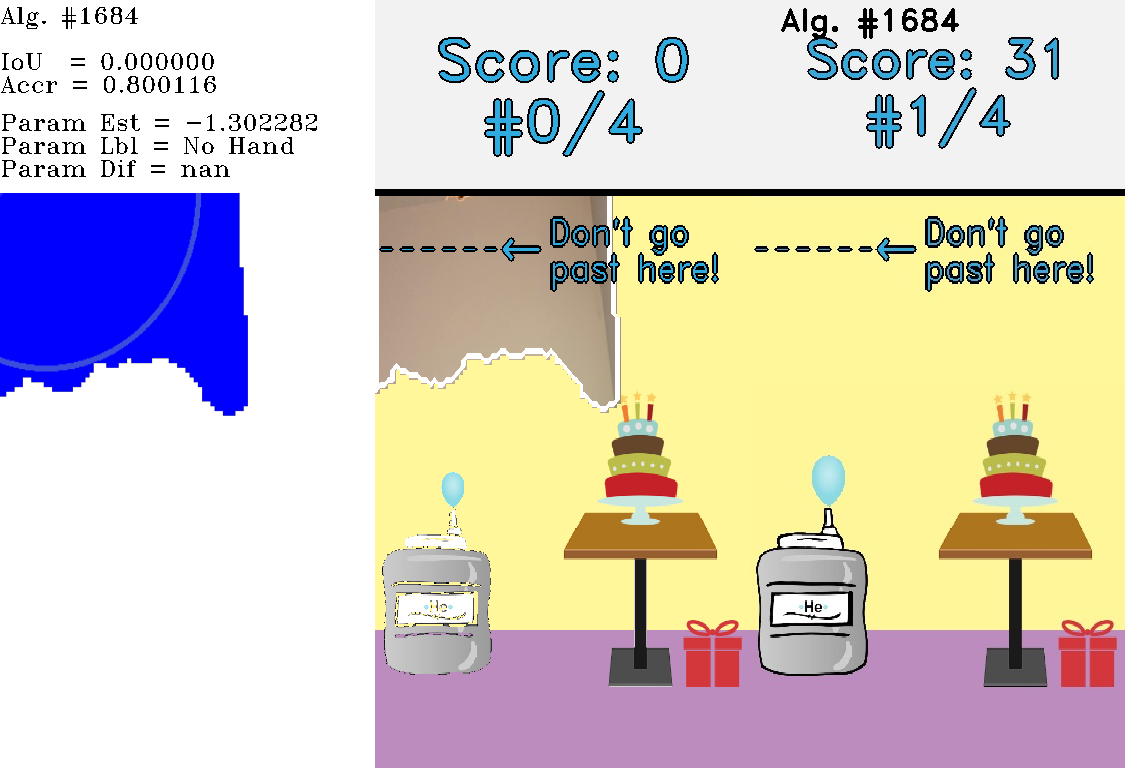 Alg. #1684
IoU = 0.000000
Accr = 0.800116
Param Est = -1.302282
Param Lbl = No Hand
Param Dif = nan
Score: 0
#0/4
Alg. #1684
Score: 31
#1/4
Don't go
past here!
Don't go
past here!
He
He